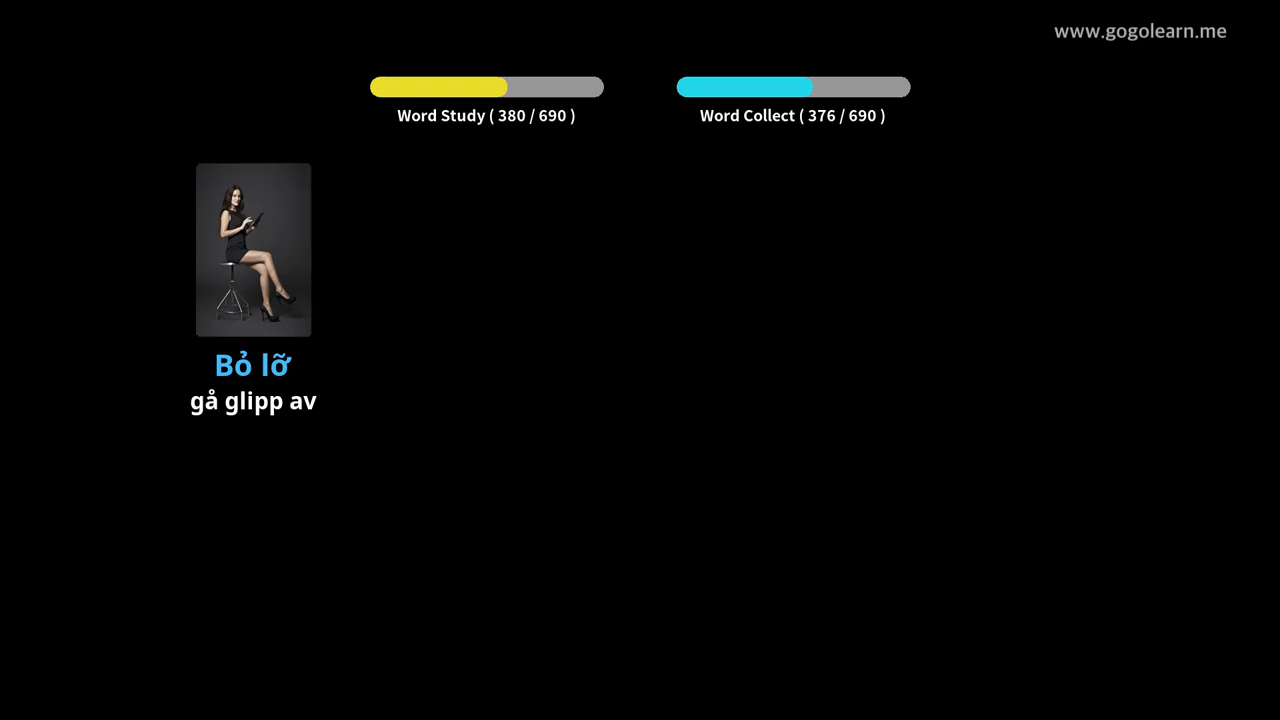 www.gogolearn.me
Word Study ( 380 / 690 )
Word Collect ( 376 / 690 )
Bỏ lỡ
gå glipp av